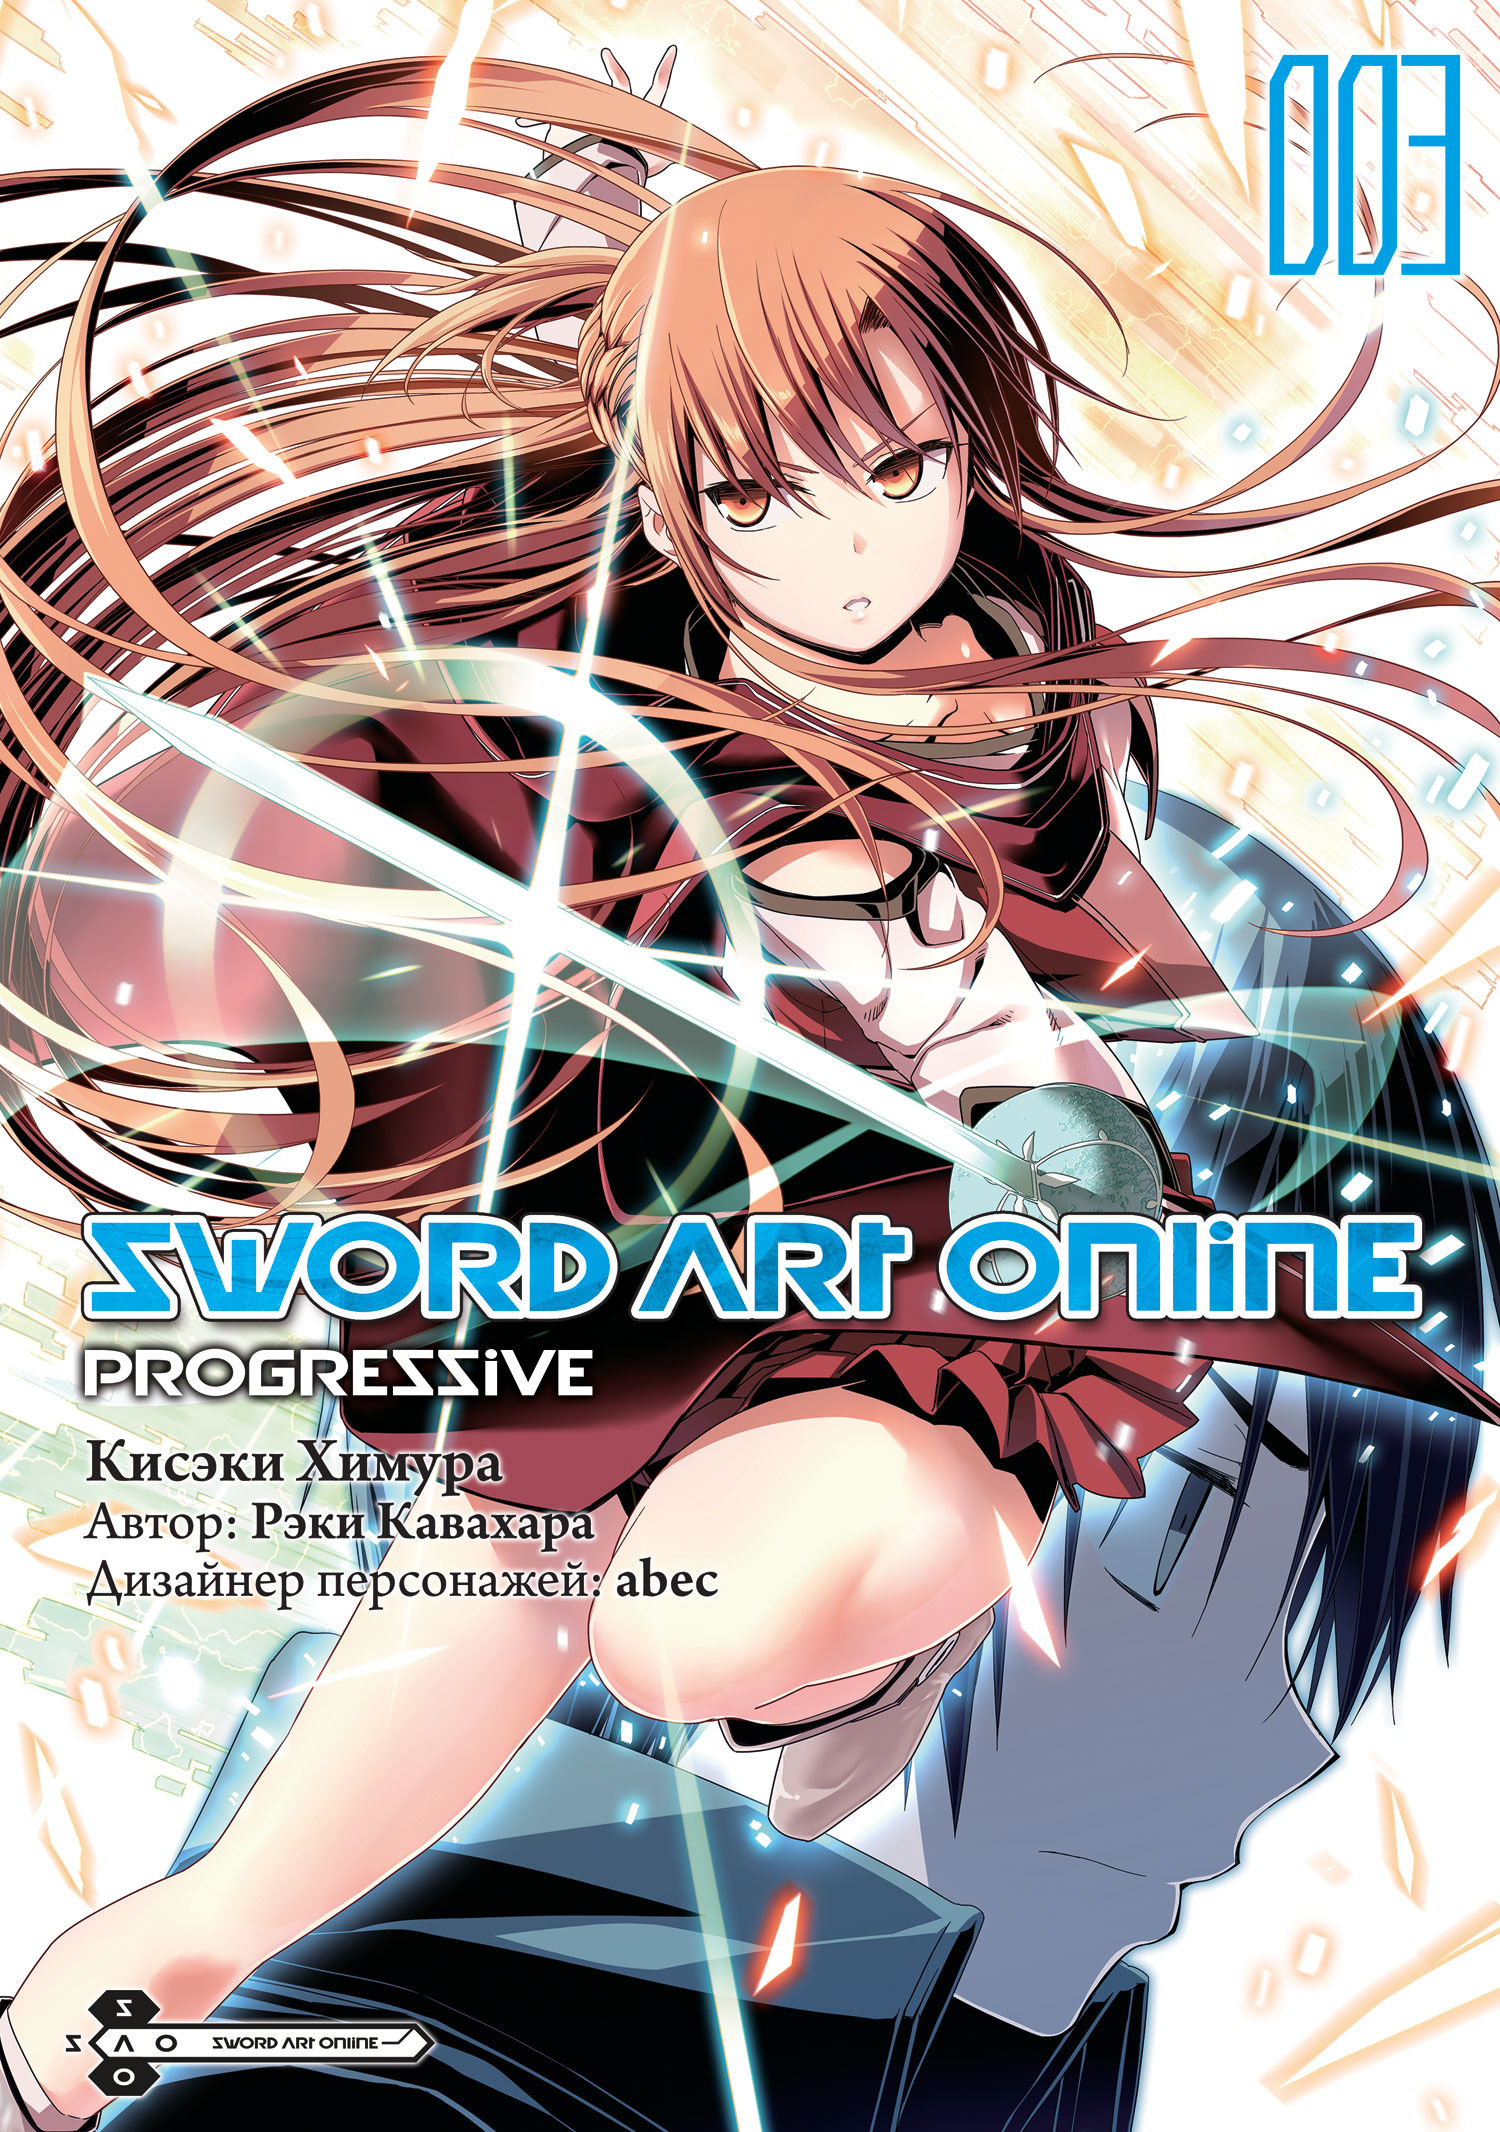 003
SWORD ART ONLINE
PROGRESSIVE
Кисэки Химура
Автор: Рэки Кавахара
Дизайнер персонажей: abec
S
S A O SWORD ART ONLINE
O